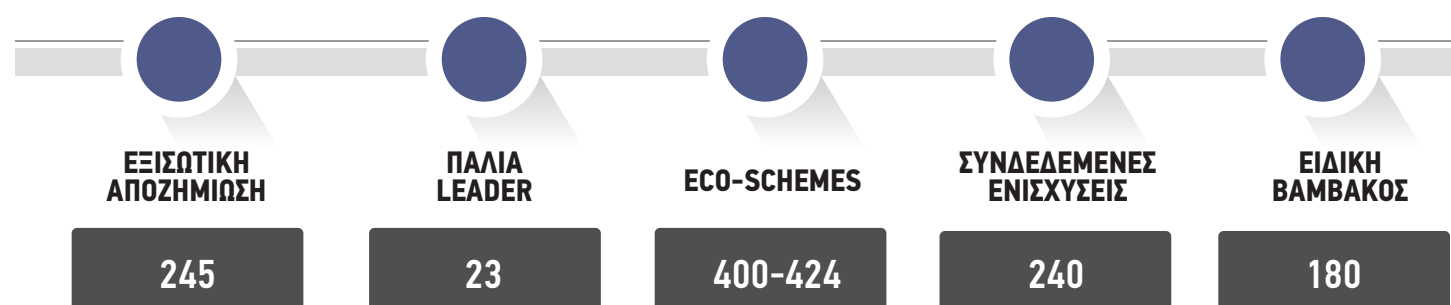 ΕΞΙΣΩΤΙΚΗ
ΑΠΟΖΗΜΙΩΣΗ
245
ΠΑΛΙΑ
LEADER
23
ECO-SCHEMES
400-424
ΣΥΝΔΕΔΕΜΕΝΕΣ
ΕΝΙΣΧΥΣΕΙΣ
240
ΕΙΔΙΚΗ
ΒΑΜΒΑΚΟΣ
180